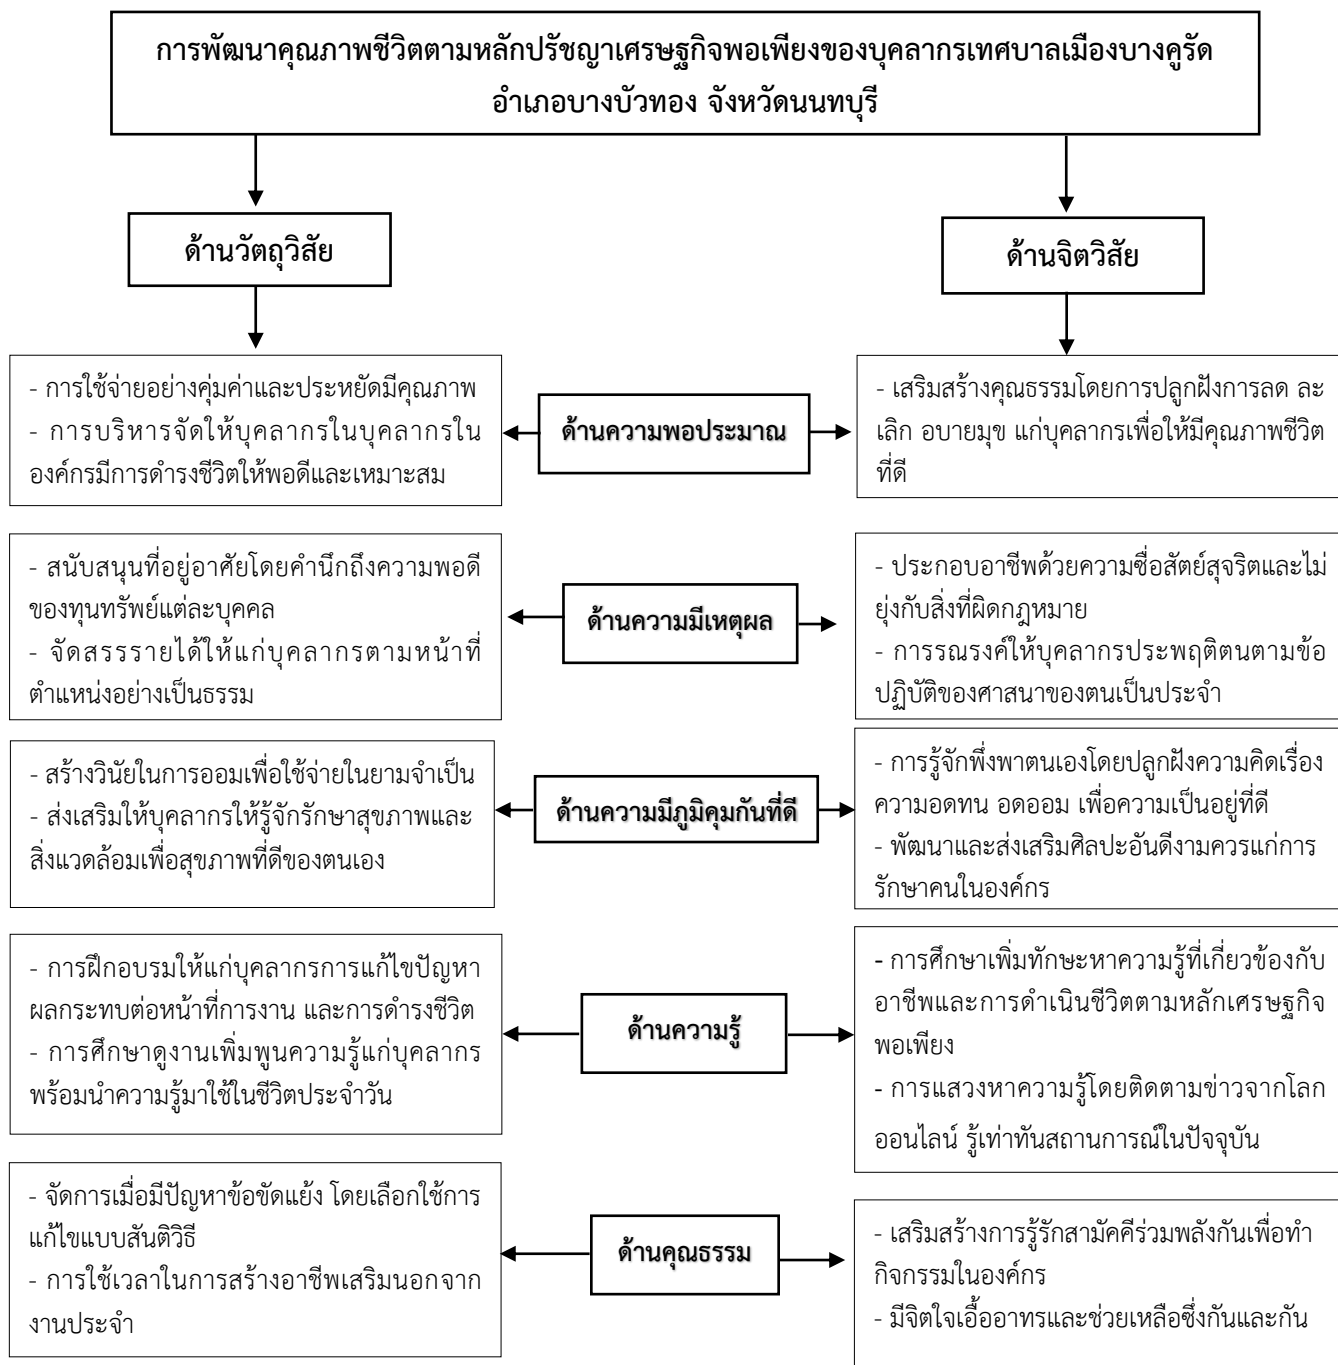 การพัฒนาคุณภาพชีวิตตามหลักปรัชญาเศรษฐกิจพอเพียงของบุคลากรเทศบาลเมืองบางคูรัด
อำเภอบางบัวทอง จังหวัดนนทบุรี
ด้านวัตถุวิสัย
ด้านจิตวิสัย
- การใช้จ่ายอย่างคุ่มค่าและประหยัดมีคุณภาพ
- การบริหารจัดให้บุคลากรในบุคลากรใน
องค์กรมีการดำรงชีวิตให้พอดีและเหมาะสม
ด้านความพอประมาณ
- เสริมสร้างคุณธรรมโดยการปลูกฝังการลด ละ
เลิก อบายมุข แก่บุคลากรเพื่อให้มีคุณภาพชีวิต
ที่ดี
- สนับสนุนที่อยู่อาศัยโดยคำนึกถึงความพอดี
ของทุนทรัพย์แต่ละบุคคล
- จัดสรรรายได้ให้แก่บุคลากรตามหน้าที่
ตำแหน่งอย่างเป็นธรรม
ด้านความมีเหตุผล
- ประกอบอาชีพด้วยความซื่อสัตย์สุจริตและไม่
ยุ่งกับสิ่งที่ผิดกฎหมาย
- การรณรงค์ให้บุคลากรประพฤติตนตามข้อ
ปฏิบัติของศาสนาของตนเป็นประจำ
- สร้างวินัยในการออมเพื่อใช้จ่ายในยามจำเป็น
- ส่งเสริมให้บุคลากรให้รู้จักรักษาสุขภาพและ
สิ่งแวดล้อมเพื่อสุขภาพที่ดีของตนเอง
ด้านความมีภูมิคุมกันที่ดี
- การรู้จักพึ่งพาตนเองโดยปลูกฝังความคิดเรื่อง
ความอดทน อดออม เพื่อความเป็นอยู่ที่ดี
- พัฒนาและส่งเสริมศิลปะอันดีงามควรแก่การ
รักษาคนในองค์กร
- การฝึกอบรมให้แก่บุคลากรการแก้ไขปัญหา
ผลกระทบต่อหน้าที่การงาน และการดำรงชีวิต
- การศึกษาดูงานเพิ่มพูนความรู้แก่บุคลากร
พร้อมนำความรู้มาใช้ในชีวิตประจำวัน
ด้านความรู้
- การศึกษาเพิ่มทักษะหาความรู้ที่เกี่ยวข้องกับ
อาชีพและการดำเนินชีวิตตามหลักเศรษฐกิจ
พอเพียง
- การแสวงหาความรู้โดยติดตามข่าวจากโลก
ออนไลน์ รู้เท่าทันสถานการณ์ในปัจจุบัน
- จัดการเมื่อมีปัญหาข้อขัดแย้ง โดยเลือกใช้การ
แก้ไขแบบสันติวิธี
- การใช้เวลาในการสร้างอาชีพเสริมนอกจาก
งานประจำ
ด้านคุณธรรม
- เสริมสร้างการรู้รักสามัคคีร่วมพลังกันเพื่อทำ
กิจกรรมในองค์กร
- มีจิตใจเอื้ออาทรและช่วยเหลือซึ่งกันและกัน